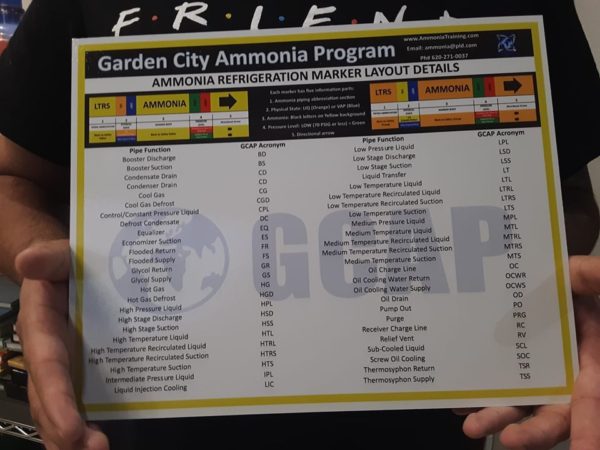 FRIEN
Garden City Ammonia Program
www.AmmoniaTraining.com
Email: ammonia@pld.com
Phd 620-271-0037
AMMONIA REFRIGERATION MARKER LAYOUT DETAILS
LTRS AMMONIA
Each marker has five information parts:
1. Ammonia piping abbreviation section
2. Physical State: LIQ (Orange) or VAP (Blue)
3. Ammonia: Black letters on Yellow background
4. Pressure Level: LOW (70 PSIG or less) = Green
5. Directional arrow
LTRS AMMONIA
Pipe Function GCAP Acronym
Booster Discharge BD
Booster Suction BS
Condensate Drain CD
Condenser Drain CD
Cool Gas CG
Cool Gas Defrost CGD
Control/Constant Pressure Liquid CPL
Defrost Condensate DC
Equalizer EQ
Economizer Suction ES
Flooded Return FR
Flooded Supply FS
Glycol Return GR
Glycol Supply GS
Hot Gas HG
Hot Gas Defrost HGD
High Pressure Liquid HPL
High Stage Discharge HSD
High Stage Suction HSS
High Temperature Liquid HTL
High Temperature Recirculated Liquid HTRL
High Temperature Recirculated Suction HTRS
High Temperature Suction HTS
Intermediate Pressure Liquid IPL
Liquid Injection Cooling LIC
Pipe Function GCAP Acronym
Low Pressure Liquid LPL
Low Stage Discharge LSD
Low Stage Suction LSS
Liquid Transfer LT
Low Temperature Liquid LTL
Low Temperature Recirculated Liquid LTRL
Low Temperature Recirculated Suction LTRS
Low Temperature Suction LTS
Medium Pressure Liquid MPL
Medium Temperature Liquid MTL
Medium Temperature Recirculated Liquid MTRL
Medium Temperature Recirculated Suction MTRS
Medium Temperature Suction MTS
Oil Charge Line OC
Oil Cooling Water Return OCWR
Oil Cooling Water Supply OCWS
Oil Drain OD
Pump Out PO
Purge PRG
Receiver Charge Line RC
Relief Vent RV
Sub-Cooled Liquid SCL
Screw Oil Cooling SOC
Thermosyphon Return TSR
Thermosyphon Supply TSS
GCAP